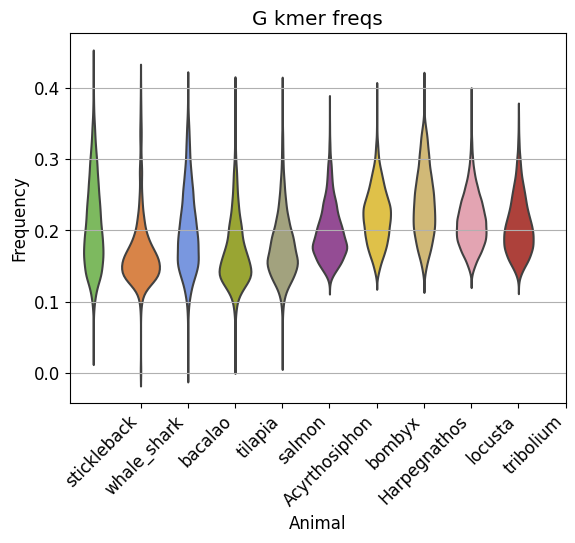 G kmer freqs
Frequency
0.4
0.3
0.2
0.1
0.0
stickleback
whale_shark
bacalao
tilapia
salmon
Acyrthosiphon
bombyx
Harpegnathos
locusta
tribolium
Animal